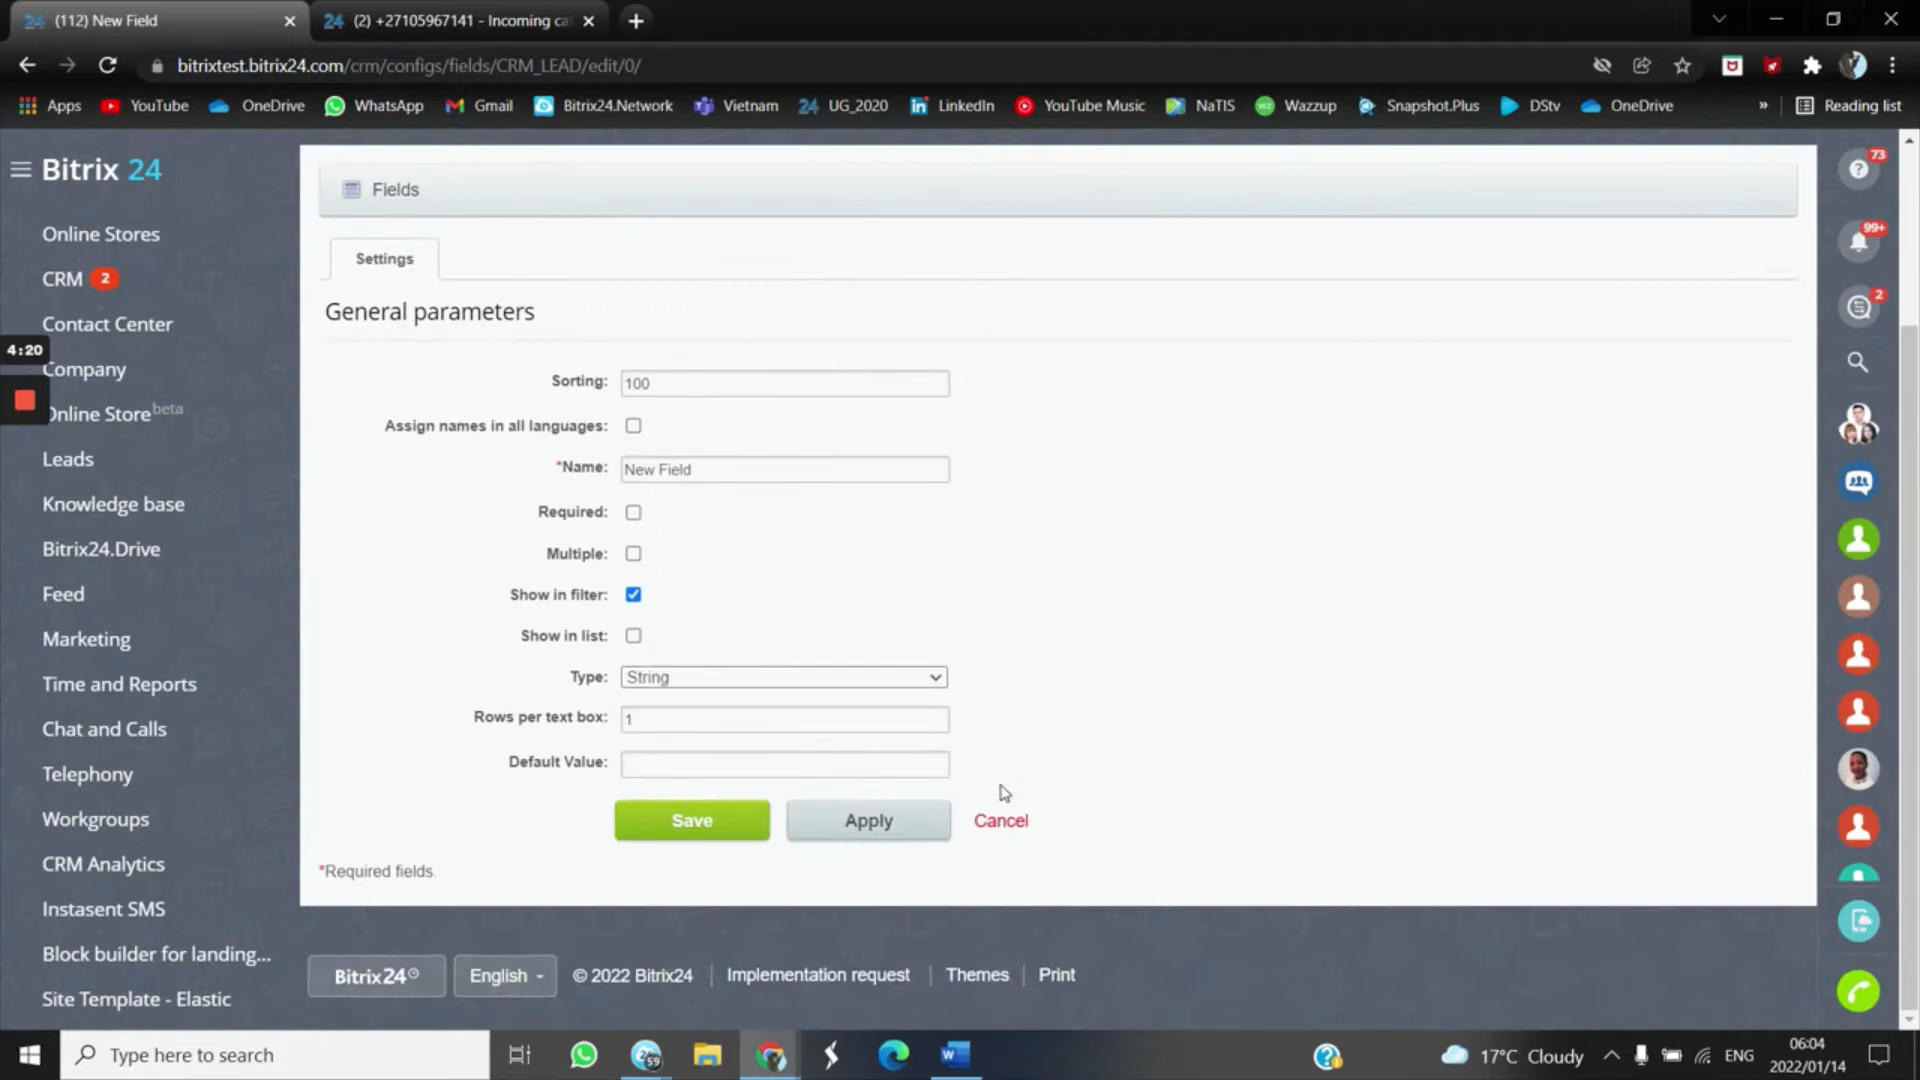 24 (112) New Field
24 (2) +27105967141 - Incoming ca
bitrixtest.bitrix24.com/crm/configs/fields/CRM_LEAD/edit/0/
Apps YouTube OneDrive WhatsApp Gmail Bitrix24.Network Vietnam 24 UG_2020 LinkedIn YouTube Music NaTIS Wazzup Snapshot.Plus DStv OneDrive » Reading list
Bitrix 24
Online Stores
CRM 2
Contact Center
4:20
Company
Online Store beta
Leads
Knowledge base
Bitrix24.Drive
Feed
Marketing
Time and Reports
Chat and Calls
Telephony
Workgroups
CRM Analytics
Instasent SMS
Block builder for landing...
Site Template - Elastic
Fields
Settings
General parameters
Sorting: 100
Assign names in all languages:
*Name: New Field
Required:
Multiple:
Show in filter:
Show in list:
Type: String
Rows per text box: 1
Default Value:
Save Apply Cancel
*Required fields.
Bitrix24 English © 2022 Bitrix24 Implementation request Themes Print
73
99+
2
Type here to search
59
17°C Cloudy
ENG
06:04
2022/01/14